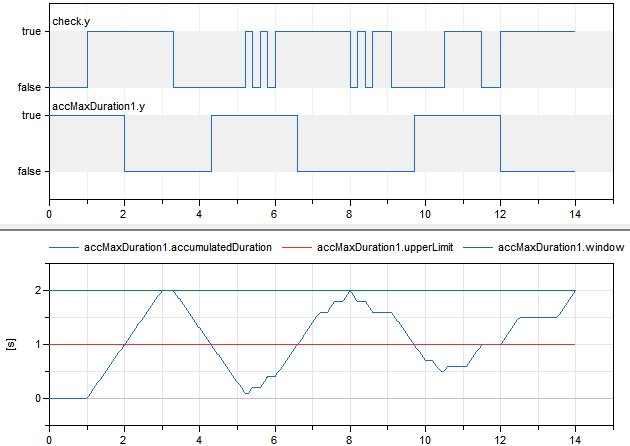 check.y
true
false
accMaxDuration1.y
true
false
0 2 4 6 8 10 12 14
accMaxDuration1.accumulatedDuration accMaxDuration1.upperLimit accMaxDuration1.window
2
1
0
[s]
0 2 4 6 8 10 12 14